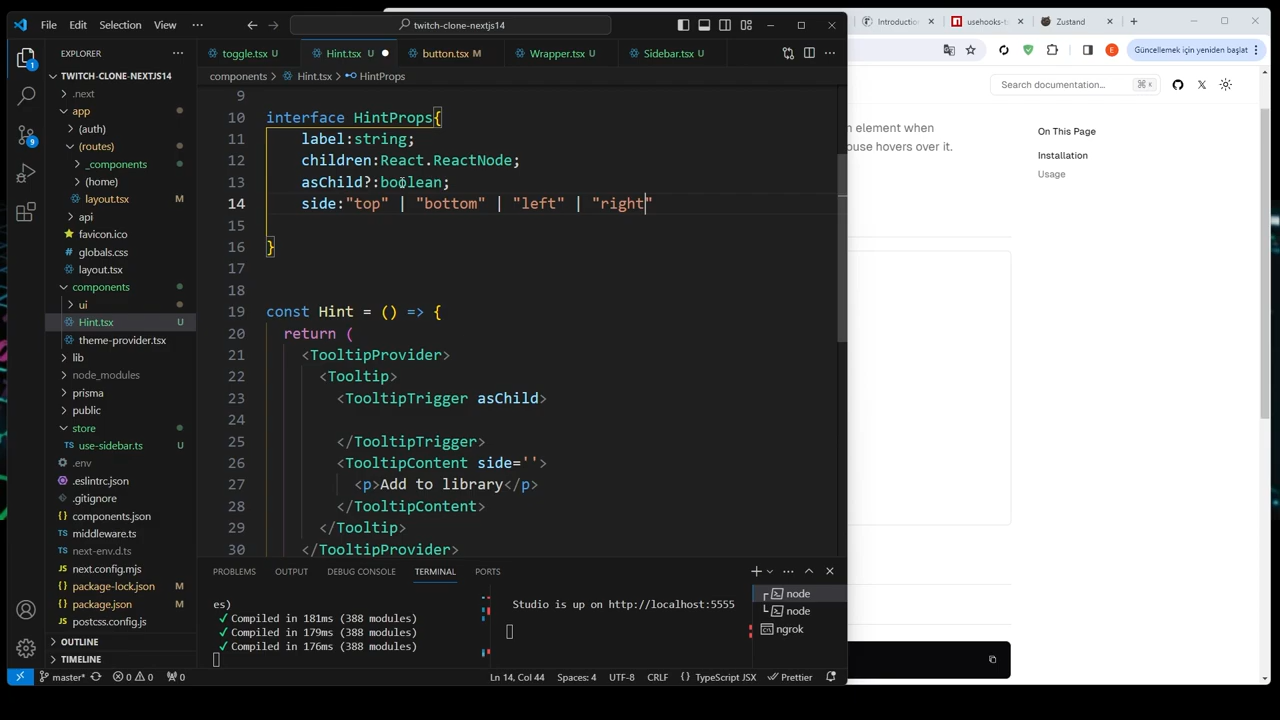 File Edit Selection View ··· twitch-clone-nextjs14
Introduction usehooks-ts Zustand
Güncellemek için yeniden başlat
EXPLORER
toggle.tsx U Hint.tsx U button.tsx M Wrapper.tsx U Sidebar.tsx U
components > Hint.tsx > HintProps
TWITCH-CLONE-NEXTJS14
.next
app
(auth)
(routes)
_components
(home)
layout.tsx
api
favicon.ico
globals.css
layout.tsx
components
ui
Hint.tsx U
theme-provider.tsx
lib
node_modules
prisma
public
store
use-sidebar.ts U
.env
.eslintrc.json
.gitignore
components.json
middleware.ts
next-env.d.ts
next.config.mjs
package-lock.json M
package.json M
postcss.config.js
OUTLINE
TIMELINE
9
10 interface HintProps{
11 label:string;
12 children:React.ReactNode;
13 asChild?:boolean;
14 side:"top" | "bottom" | "left" | "right"
15
16 }
17
18
19 const Hint = () => {
20 return (
21 <TooltipProvider>
22 <Tooltip>
23 <TooltipTrigger asChild>
24
25 </TooltipTrigger>
26 <TooltipContent side=''>
27 <p>Add to library</p>
28 </TooltipContent>
29 </Tooltip>
30 </TooltipProvider>
PROBLEMS OUTPUT DEBUG CONSOLE TERMINAL PORTS
es)
✓ Compiled in 181ms (388 modules)
✓ Compiled in 179ms (388 modules)
✓ Compiled in 176ms (388 modules)
Studio is up on http://localhost:5555
node
node
ngrok
master* 0 0 0 Ln 14, Col 44 Spaces: 4 UTF-8 CRLF {} TypeScript JSX Prettier
Search documentation... ⌘ K
element when
ouse hovers over it.
On This Page
Installation
Usage